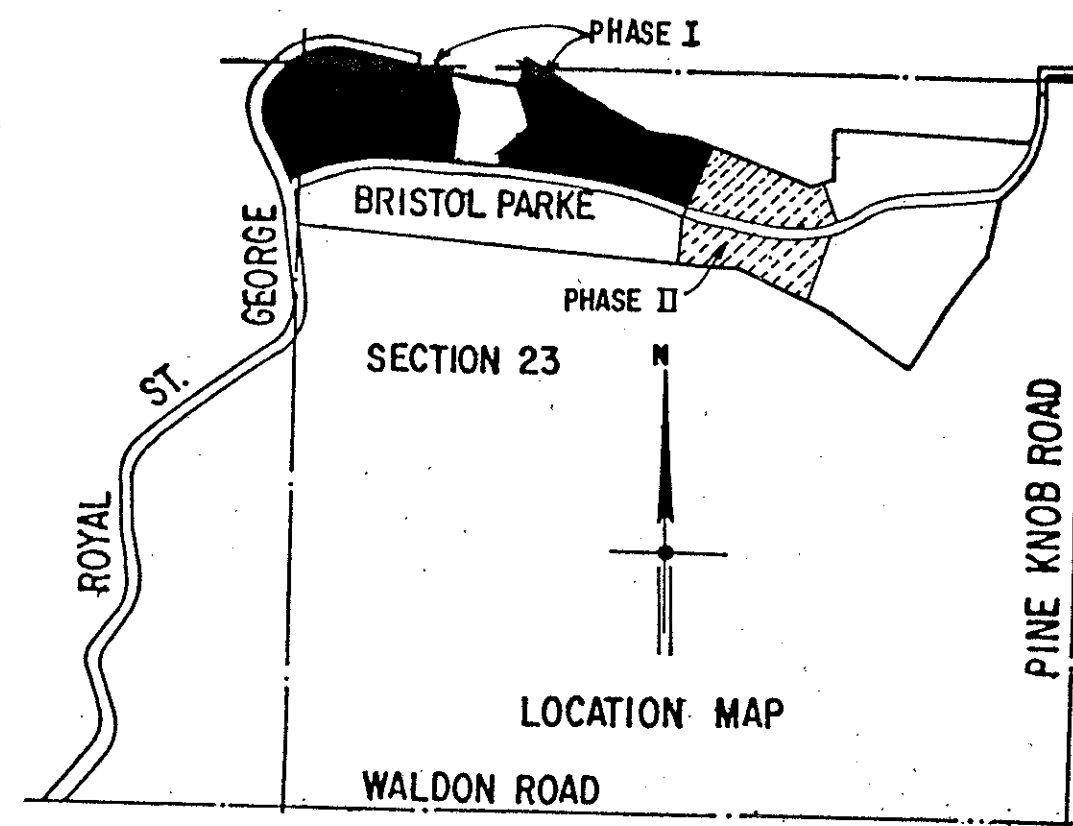 PHASE I
BRISTOL PARKE
GEORGE
PHASE II
SECTION 23
N
ST.
ROYAL
PINE KNOB ROAD
LOCATION MAP
WALDON ROAD